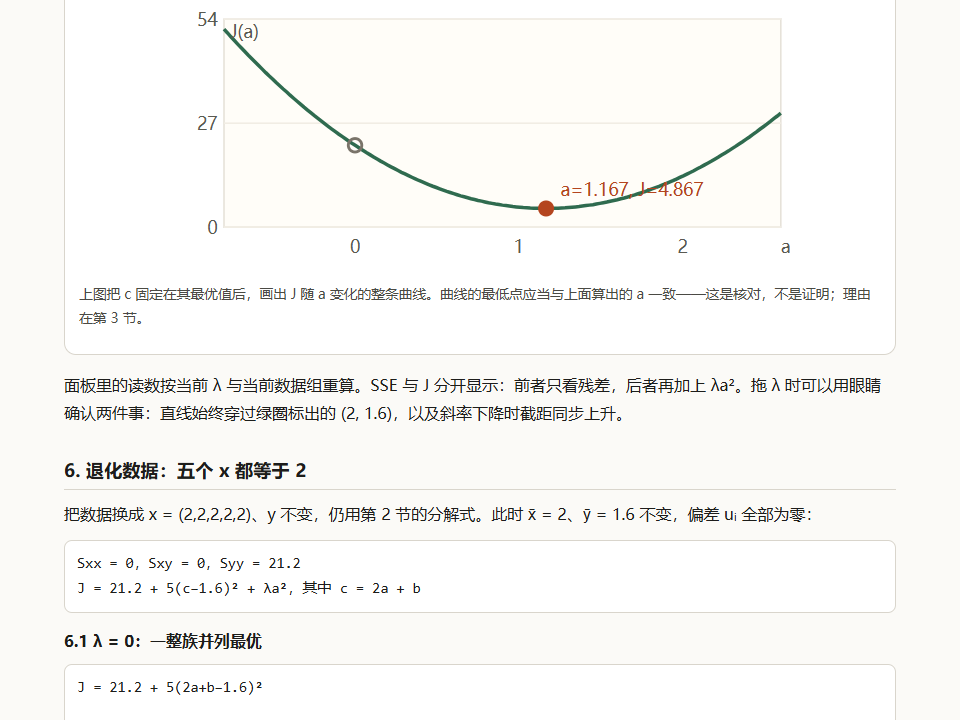 54
J(a)
27
a=1.167, J=4.867
0
0 1 2 a
上图把 c 固定在其最优值后，画出 J 随 a 变化的整条曲线。曲线的最低点应当与上面算出的 a 一致——这是核对，不是证明；理由
在第 3 节。
面板里的读数按当前 λ 与当前数据组重算。SSE 与 J 分开显示：前者只看残差，后者再加上 λa²。拖 λ 时可以用眼睛
确认两件事：直线始终穿过绿圈标出的 (2, 1.6)，以及斜率下降时截距同步上升。
6. 退化数据：五个 x 都等于 2
把数据换成 x = (2,2,2,2,2)、y 不变，仍用第 2 节的分解式。此时 x̄ = 2、ȳ = 1.6 不变，偏差 uᵢ 全部为零：
Sxx = 0, Sxy = 0, Syy = 21.2
J = 21.2 + 5(c−1.6)² + λa²，其中 c = 2a + b
6.1 λ = 0：一整族并列最优
J = 21.2 + 5(2a+b−1.6)²